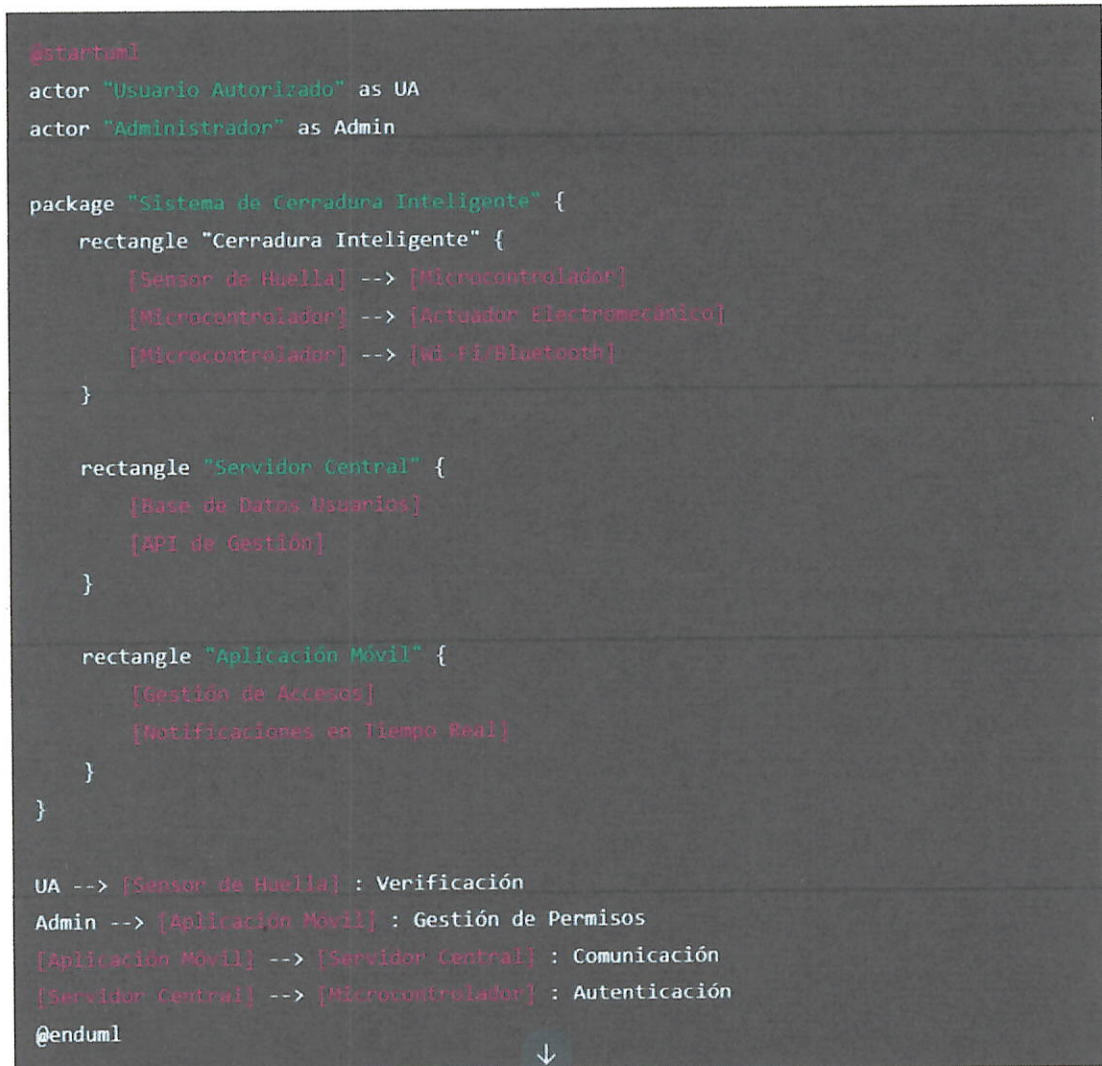 @startuml
actor "Usuario Autorizado" as UA
actor "Administrador" as Admin
package "Sistema de Cerradura Inteligente" {
rectangle "Cerradura Inteligente" {
[Sensor de Huella] --> [Microcontrolador]
[Microcontrolador] --> [Actuador Electromecánico]
[Microcontrolador] --> [Wi-Fi/Bluetooth]
}
rectangle "Servidor Central" {
[Base de Datos Usuarios]
[API de Gestión]
}
rectangle "Aplicación Móvil" {
[Gestión de Accesos]
[Notificaciones en Tiempo Real]
}
}
UA --> [Sensor de Huella] : Verificación
Admin --> [Aplicación Móvil] : Gestión de Permisos
[Aplicación Móvil] --> [Servidor Central] : Comunicación
[Servidor Central] --> [Microcontrolador] : Autenticación
@enduml